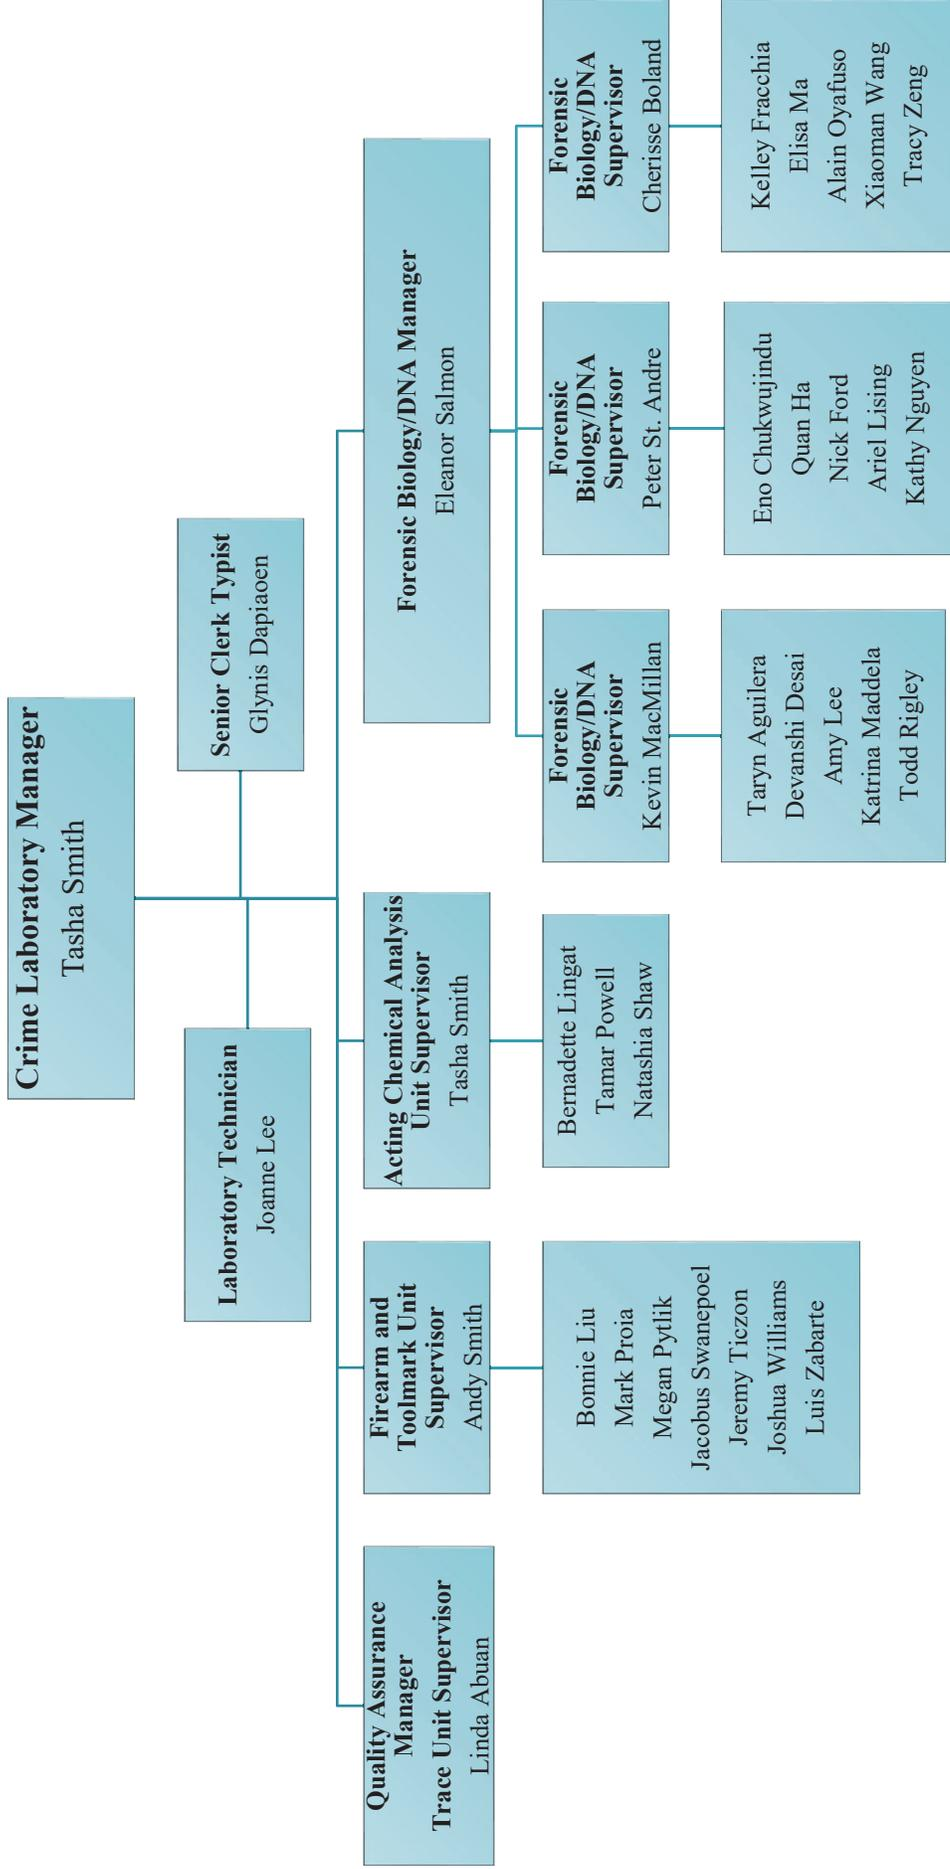 Crime Laboratory Manager
Tasha Smith
Laboratory Technician
Joanne Lee
Senior Clerk Typist
Glynis Dapiaoen
Quality Assurance
Manager
Trace Unit Supervisor
Linda Abuan
Firearm and
Toolmark Unit
Supervisor
Andy Smith
Acting Chemical Analysis
Unit Supervisor
Tasha Smith
Forensic Biology/DNA Manager
Eleanor Salmon
Bonnie Liu
Mark Proia
Megan Pytlik
Jacobus Swanepoel
Jeremy Ticzon
Joshua Williams
Luis Zabarte
Bernadette Lingat
Tamar Powell
Natashia Shaw
Forensic
Biology/DNA
Supervisor
Kevin MacMillan
Forensic
Biology/DNA
Supervisor
Peter St. Andre
Forensic
Biology/DNA
Supervisor
Cherisse Boland
Taryn Aguilera
Devanshi Desai
Amy Lee
Katrina Maddela
Todd Rigley
Eno Chukwujindu
Quan Ha
Nick Ford
Ariel Lising
Kathy Nguyen
Kelley Fracchia
Elisa Ma
Alain Oyafuso
Xiaoman Wang
Tracy Zeng